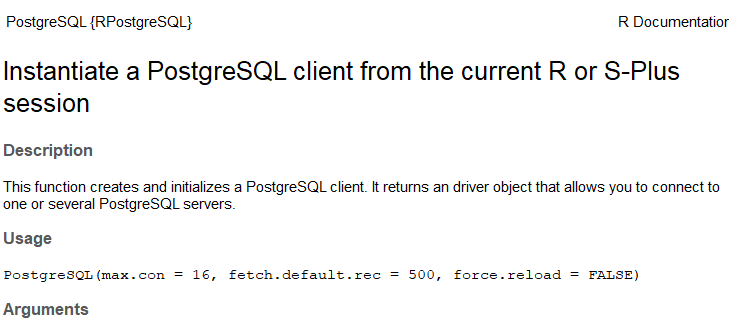 PostgreSQL {RPostgreSQL} R Documentation
Instantiate a PostgreSQL client from the current R or S-Plus
session
Description
This function creates and initializes a PostgreSQL client. It returns an driver object that allows you to connect to
one or several PostgreSQL servers.
Usage
PostgreSQL(max.con = 16, fetch.default.rec = 500, force.reload = FALSE)
Arguments